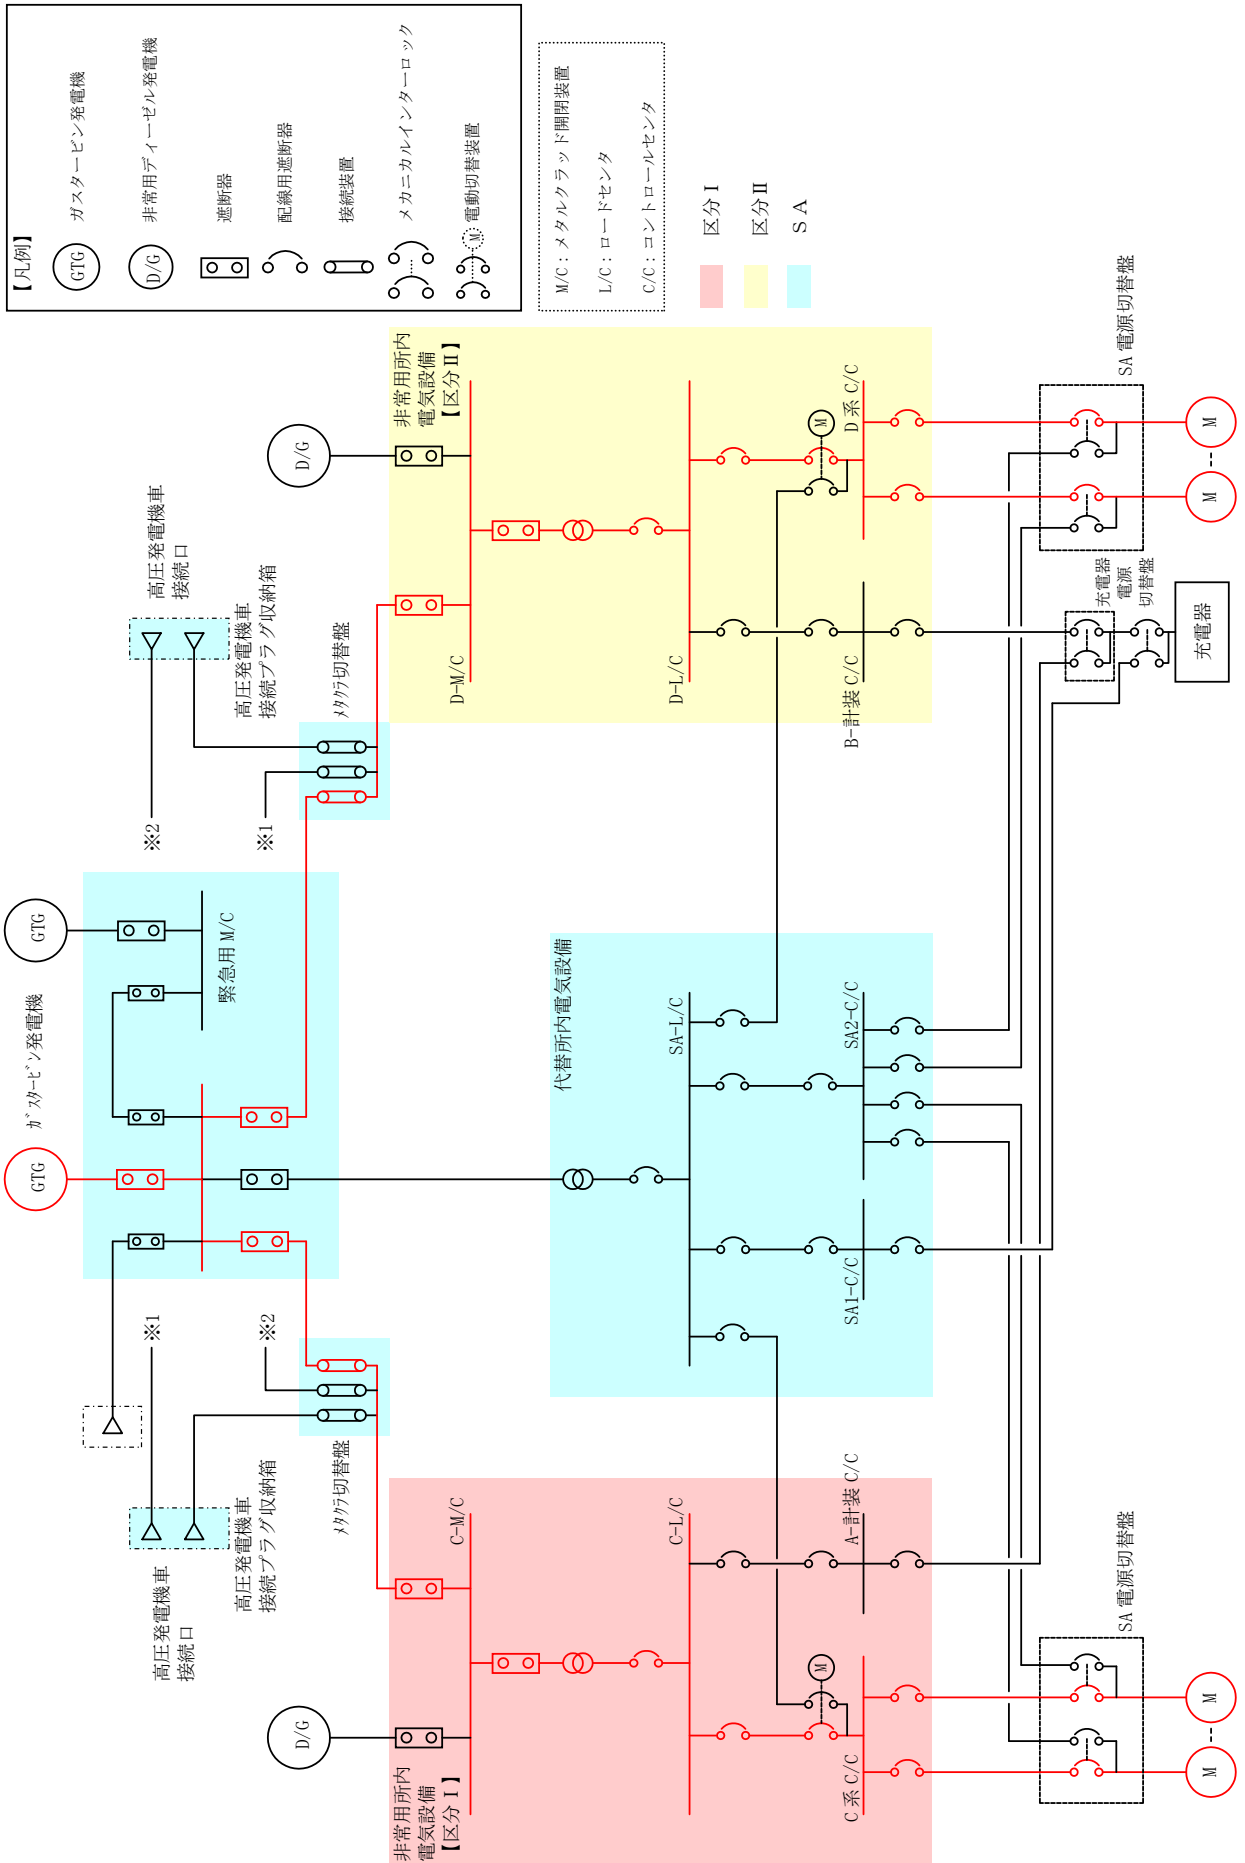 【凡例】
GTG
ガスタービン発電機
D/G
非常用ディーゼル発電機
遮断器
配線用遮断器
接続装置
メカニカルインターロック
M
電動切替装置
M/C：メタルクラッド開閉装置
L/C：ロードセンタ
C/C：コントロールセンタ
区分Ⅰ
区分Ⅱ
ＳＡ
GTG
GTG
ｶﾞｽﾀｰﾋﾞﾝ発電機
緊急用 M/C
高圧発電機車
接続口
高圧発電機車
接続プラグ収納箱
※2
※1
ﾒﾀｸﾗ切替盤
D/G
非常用所内
電気設備
【区分Ⅱ】
D-M/C
D-L/C
M
D 系 C/C
B-計装 C/C
※1
※2
高圧発電機車
接続口
高圧発電機車
接続プラグ収納箱
ﾒﾀｸﾗ切替盤
D/G
非常用所内
電気設備
【区分Ⅰ】
C-M/C
C-L/C
M
C 系 C/C
A-計装 C/C
代替所内電気設備
SA-L/C
SA1-C/C
SA2-C/C
SA 電源切替盤
M
M
充電器
電源
切替盤
充電器
SA 電源切替盤
M
M